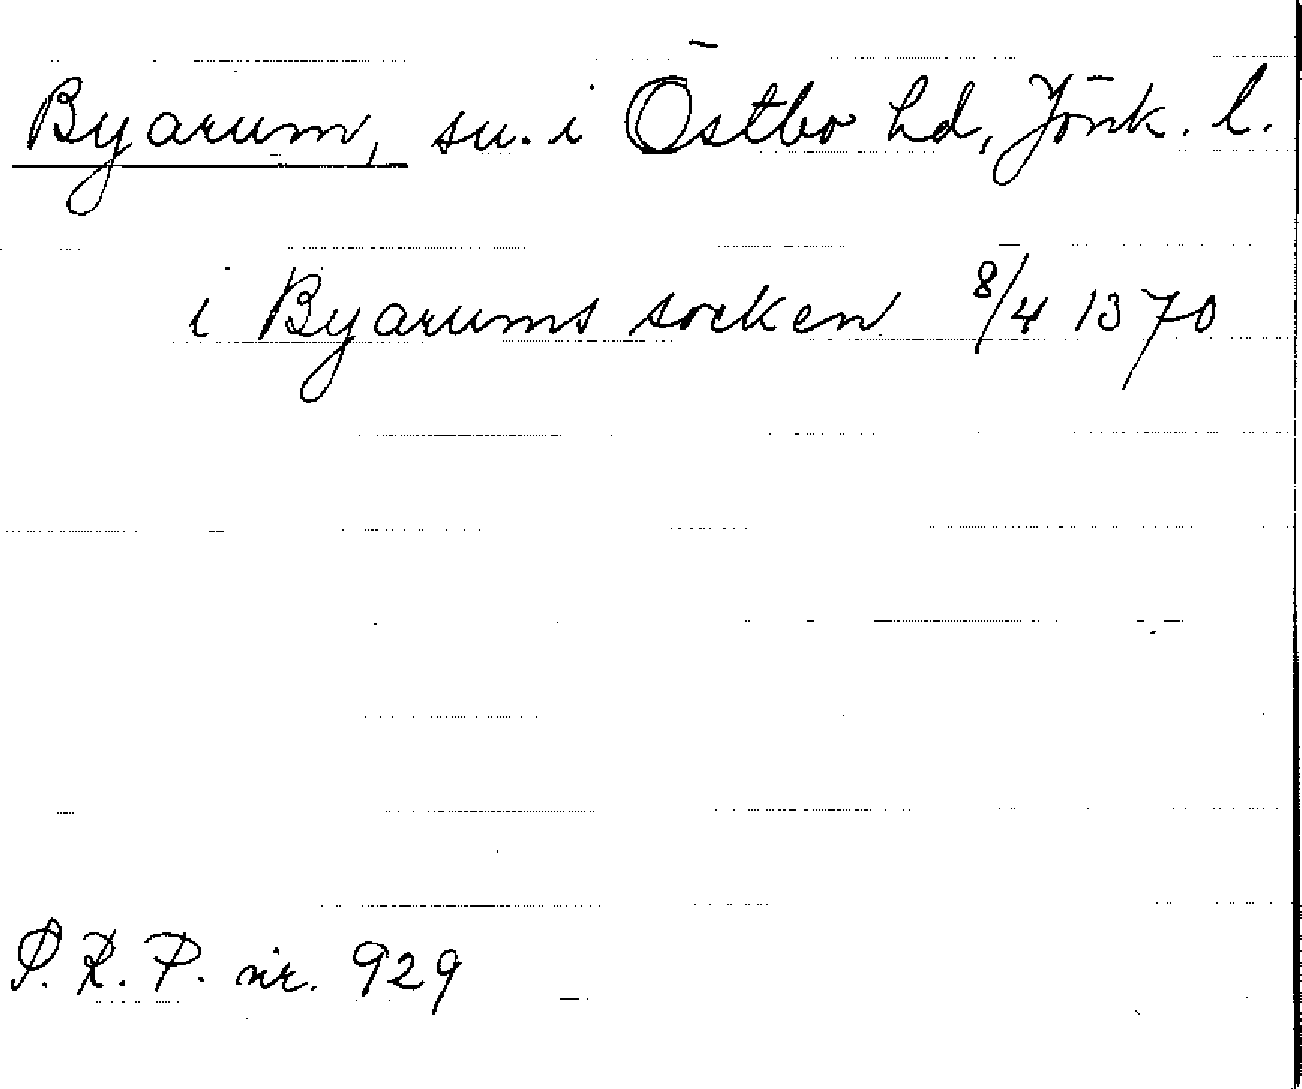 Byarum, sn. i Östbo hd, Jönk. l.
i Byarums socken 8/4 1370
S.R.P. nr. 929